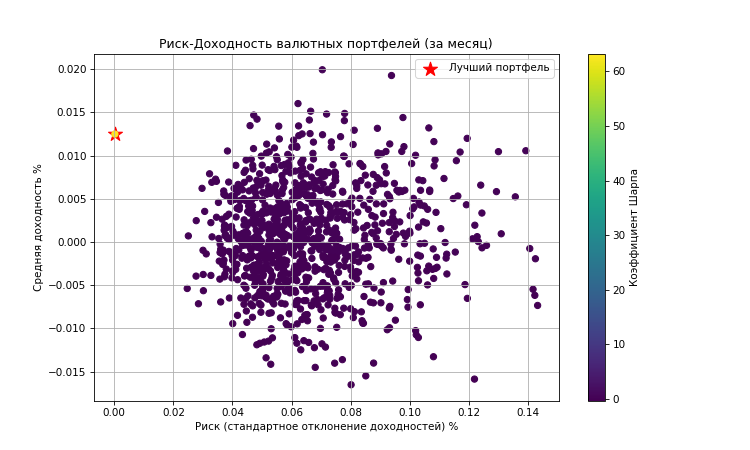 Риск-Доходность валютных портфелей (за месяц)
Лучший портфель
0.020
0.015
0.010
0.005
0.000
−0.005
−0.010
−0.015
Средняя доходность %
0.00 0.02 0.04 0.06 0.08 0.10 0.12 0.14
Риск (стандартное отклонение доходностей) %
60
50
40
30
20
10
0
Коэффициент Шарпа